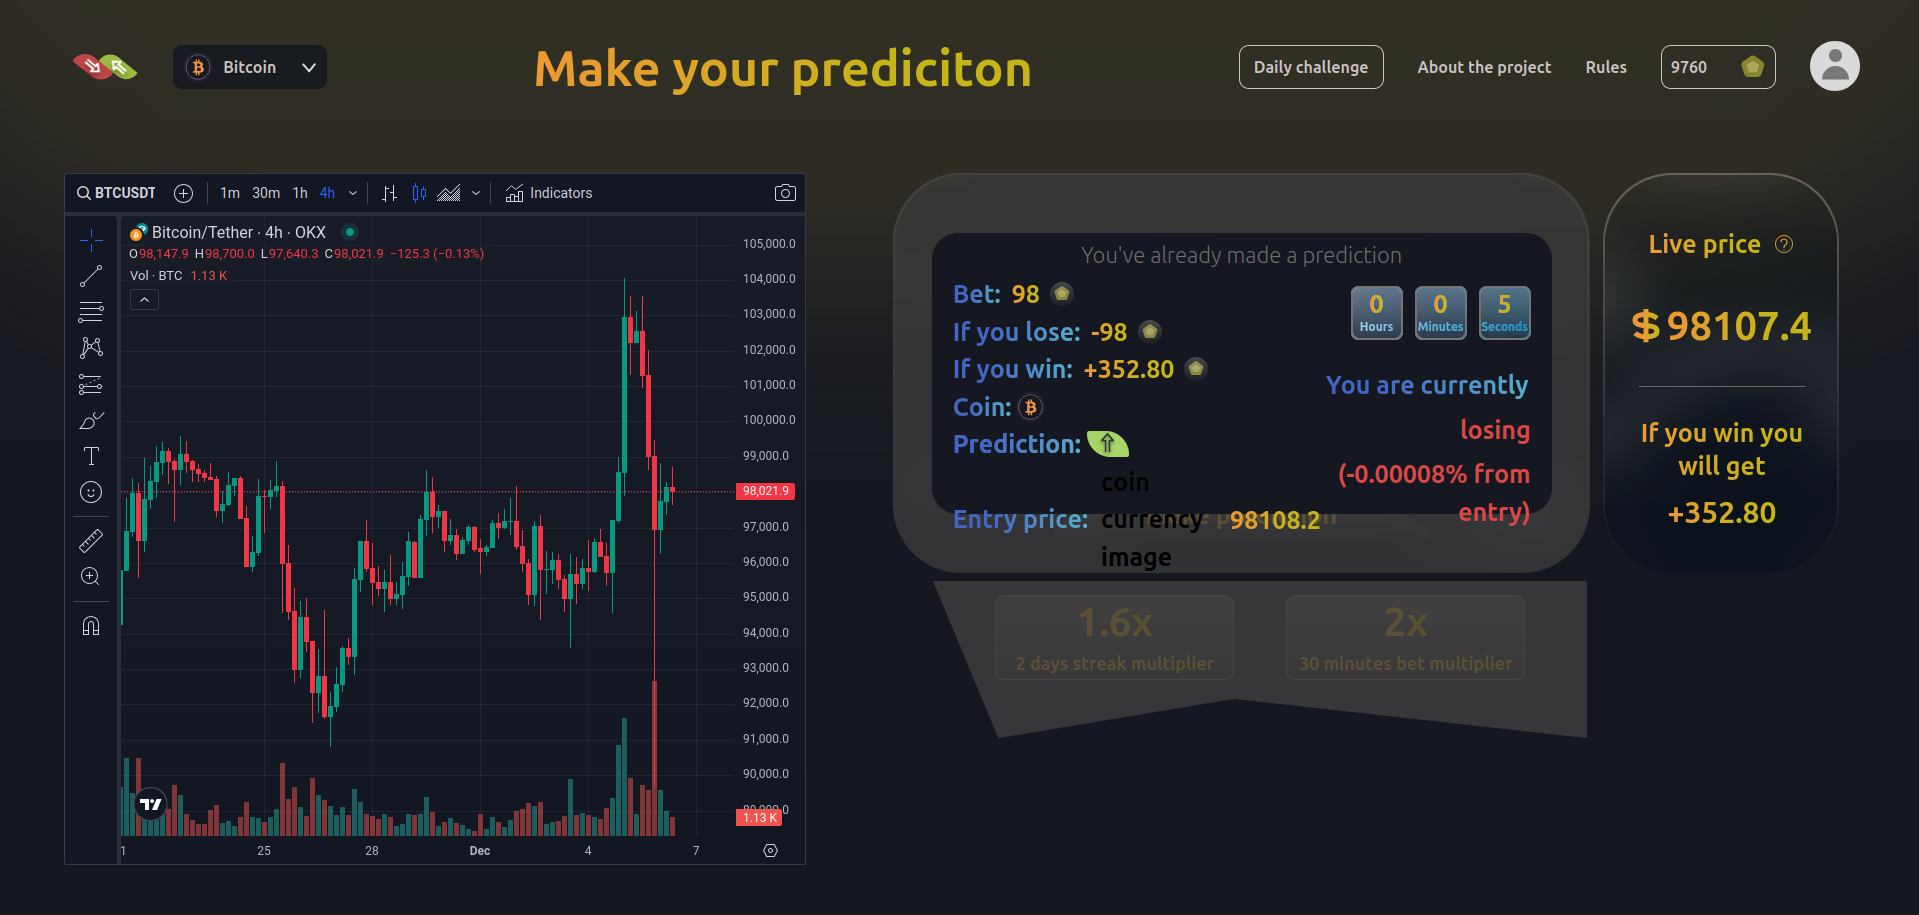 Bitcoin
Make your prediciton
Daily challenge
About the project
Rules
9760
BTCUSDT
1m 30m 1h 4h
Indicators
Bitcoin/Tether · 4h · OKX
O98,147.9 H98,700.0 L97,640.3 C98,021.9 −125.3 (−0.13%)
Vol · BTC 1.13 K
105,000.0
104,000.0
103,000.0
102,000.0
101,000.0
100,000.0
99,000.0
98,021.9
97,000.0
96,000.0
95,000.0
94,000.0
93,000.0
92,000.0
91,000.0
90,000.0
1.13 K
1 25 28 Dec 4 7
You've already made a prediction
Bet: 98
If you lose: -98
If you win: +352.80
Coin:
Prediction:
Entry price: coin currency image 98108.2
0 Hours
0 Minutes
5 Seconds
You are currently
losing
(-0.00008% from
entry)
1.6x
2 days streak multiplier
2x
30 minutes bet multiplier
Live price
$98107.4
If you win you
will get
+352.80